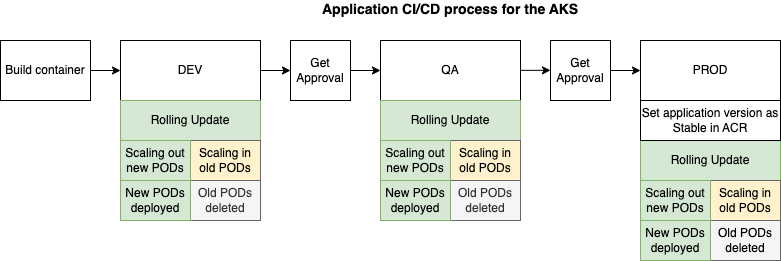 Application CI/CD process for the AKS
Build container
DEV
Get
Approval
QA
Get
Approval
PROD
Rolling Update
Scaling out
new PODs
Scaling in
old PODs
New PODs
deployed
Old PODs
deleted
Rolling Update
Scaling out
new PODs
Scaling in
old PODs
New PODs
deployed
Old PODs
deleted
Set application version as
Stable in ACR
Rolling Update
Scaling out
new PODs
Scaling in
old PODs
New PODs
deployed
Old PODs
deleted